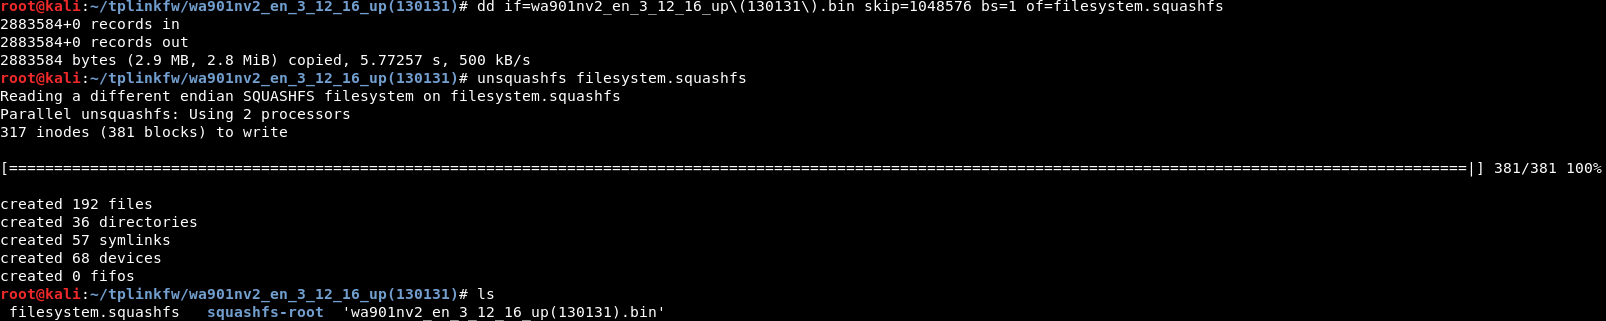 root@kali:~/tplinkfw/wa901nv2_en_3_12_16_up(130131)# dd if=wa901nv2_en_3_12_16_up\(130131\).bin skip=1048576 bs=1 of=filesystem.squashfs
2883584+0 records in
2883584+0 records out
2883584 bytes (2.9 MB, 2.8 MiB) copied, 5.77257 s, 500 kB/s
root@kali:~/tplinkfw/wa901nv2_en_3_12_16_up(130131)# unsquashfs filesystem.squashfs
Reading a different endian SQUASHFS filesystem on filesystem.squashfs
Parallel unsquashfs: Using 2 processors
317 inodes (381 blocks) to write
[==================================================================================================================================================================|] 381/381 100%
created 192 files
created 36 directories
created 57 symlinks
created 68 devices
created 0 fifos
root@kali:~/tplinkfw/wa901nv2_en_3_12_16_up(130131)# ls
filesystem.squashfs   squashfs-root  'wa901nv2_en_3_12_16_up(130131).bin'